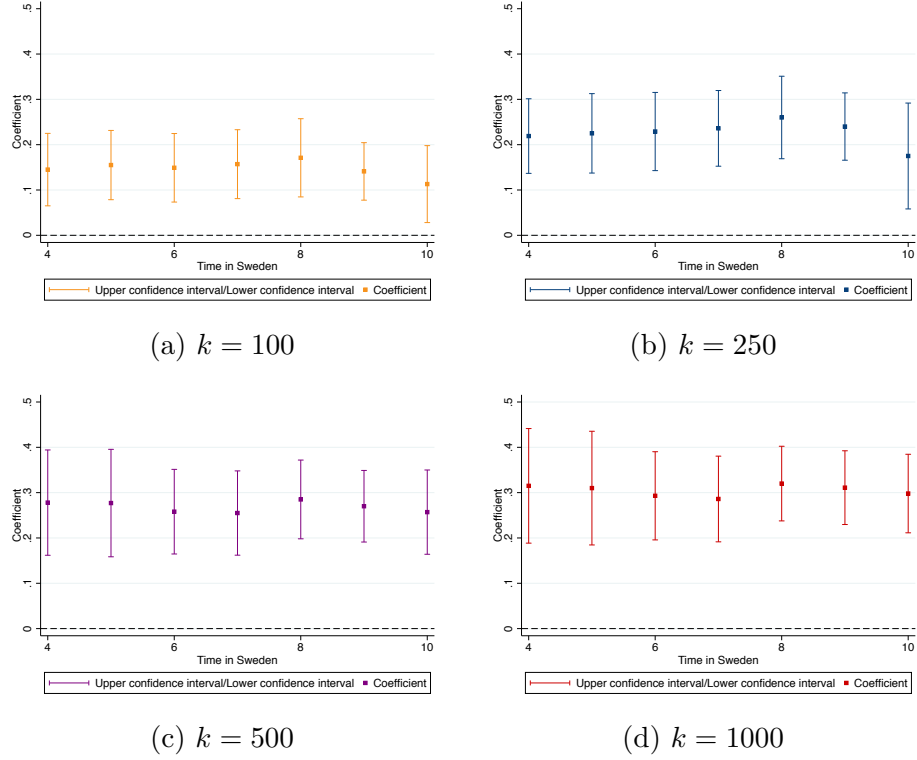 .5
.4
.3
.2
.1
0
Coefficient
4 6 8 10
Time in Sweden
Upper confidence interval/Lower confidence interval Coefficient
(a) k = 100
.5
.4
.3
.2
.1
0
Coefficient
4 6 8 10
Time in Sweden
Upper confidence interval/Lower confidence interval Coefficient
(b) k = 250
.5
.4
.3
.2
.1
0
Coefficient
4 6 8 10
Time in Sweden
Upper confidence interval/Lower confidence interval Coefficient
(c) k = 500
.5
.4
.3
.2
.1
0
Coefficient
4 6 8 10
Time in Sweden
Upper confidence interval/Lower confidence interval Coefficient
(d) k = 1000